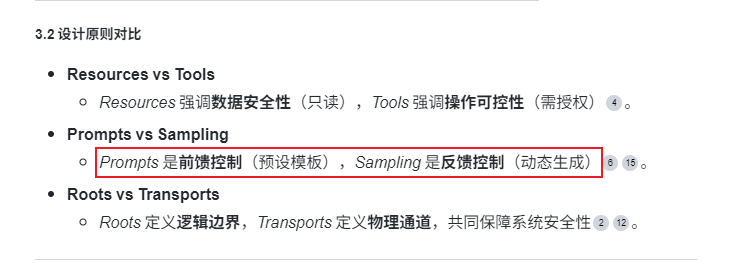 3.2 设计原则对比
• Resources vs Tools
○ Resources 强调数据安全性（只读），Tools 强调操作可控性（需授权） 4 。
• Prompts vs Sampling
○ Prompts 是前馈控制（预设模板），Sampling 是反馈控制（动态生成） 6 15 。
• Roots vs Transports
○ Roots 定义逻辑边界，Transports 定义物理通道，共同保障系统安全性 2 12 。